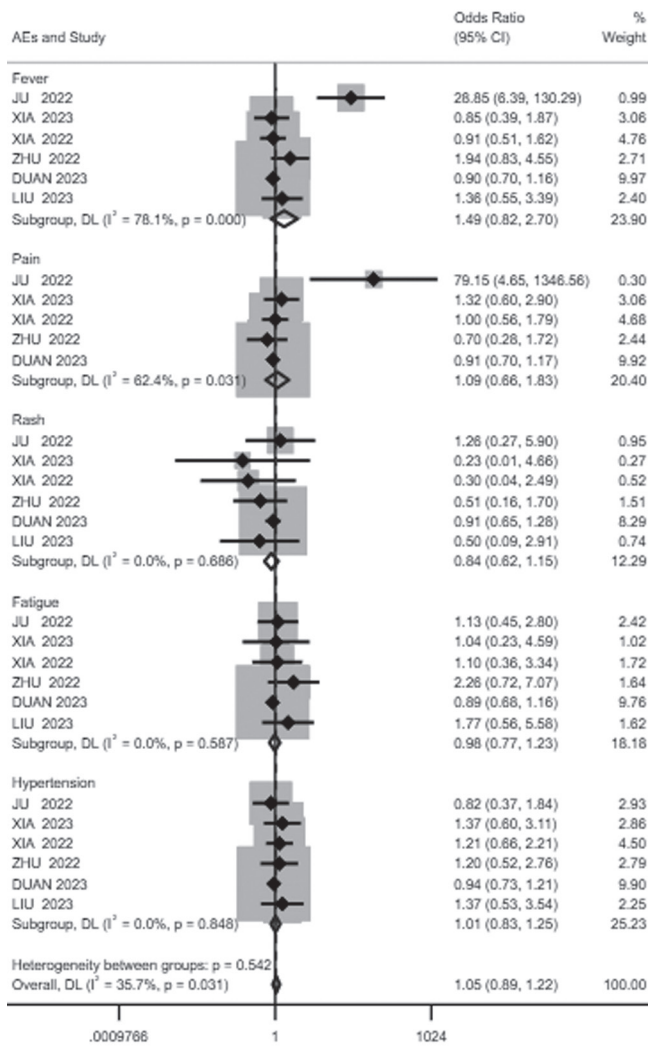 AEs and Study Odds Ratio (95% CI) % Weight
Fever
JU 2022 28.85 (6.39, 130.29) 0.99
XIA 2023 0.85 (0.39, 1.87) 3.06
XIA 2022 0.91 (0.51, 1.62) 4.76
ZHU 2022 1.94 (0.83, 4.55) 2.71
DUAN 2023 0.90 (0.70, 1.16) 9.97
LIU 2023 1.36 (0.55, 3.39) 2.40
Subgroup, DL (I² = 78.1%, p = 0.000) 1.49 (0.82, 2.70) 23.90
Pain
JU 2022 79.15 (4.65, 1346.56) 0.30
XIA 2023 1.32 (0.60, 2.90) 3.06
XIA 2022 1.00 (0.56, 1.79) 4.68
ZHU 2022 0.70 (0.28, 1.72) 2.44
DUAN 2023 0.91 (0.70, 1.17) 9.92
Subgroup, DL (I² = 62.4%, p = 0.031) 1.09 (0.66, 1.83) 20.40
Rash
JU 2022 1.26 (0.27, 5.90) 0.95
XIA 2023 0.23 (0.01, 4.66) 0.27
XIA 2022 0.30 (0.04, 2.49) 0.52
ZHU 2022 0.51 (0.16, 1.70) 1.51
DUAN 2023 0.91 (0.65, 1.28) 8.29
LIU 2023 0.50 (0.09, 2.91) 0.74
Subgroup, DL (I² = 0.0%, p = 0.686) 0.84 (0.62, 1.15) 12.29
Fatigue
JU 2022 1.13 (0.45, 2.80) 2.42
XIA 2023 1.04 (0.23, 4.59) 1.02
XIA 2022 1.10 (0.36, 3.34) 1.72
ZHU 2022 2.26 (0.72, 7.07) 1.64
DUAN 2023 0.89 (0.68, 1.16) 9.76
LIU 2023 1.77 (0.56, 5.58) 1.62
Subgroup, DL (I² = 0.0%, p = 0.587) 0.98 (0.77, 1.23) 18.18
Hypertension
JU 2022 0.82 (0.37, 1.84) 2.93
XIA 2023 1.37 (0.60, 3.11) 2.86
XIA 2022 1.21 (0.66, 2.21) 4.50
ZHU 2022 1.20 (0.52, 2.76) 2.79
DUAN 2023 0.94 (0.73, 1.21) 9.90
LIU 2023 1.37 (0.53, 3.54) 2.25
Subgroup, DL (I² = 0.0%, p = 0.848) 1.01 (0.83, 1.25) 25.23
Heterogeneity between groups: p = 0.542
Overall, DL (I² = 35.7%, p = 0.031) 1.05 (0.89, 1.22) 100.00
.0009766 1 1024